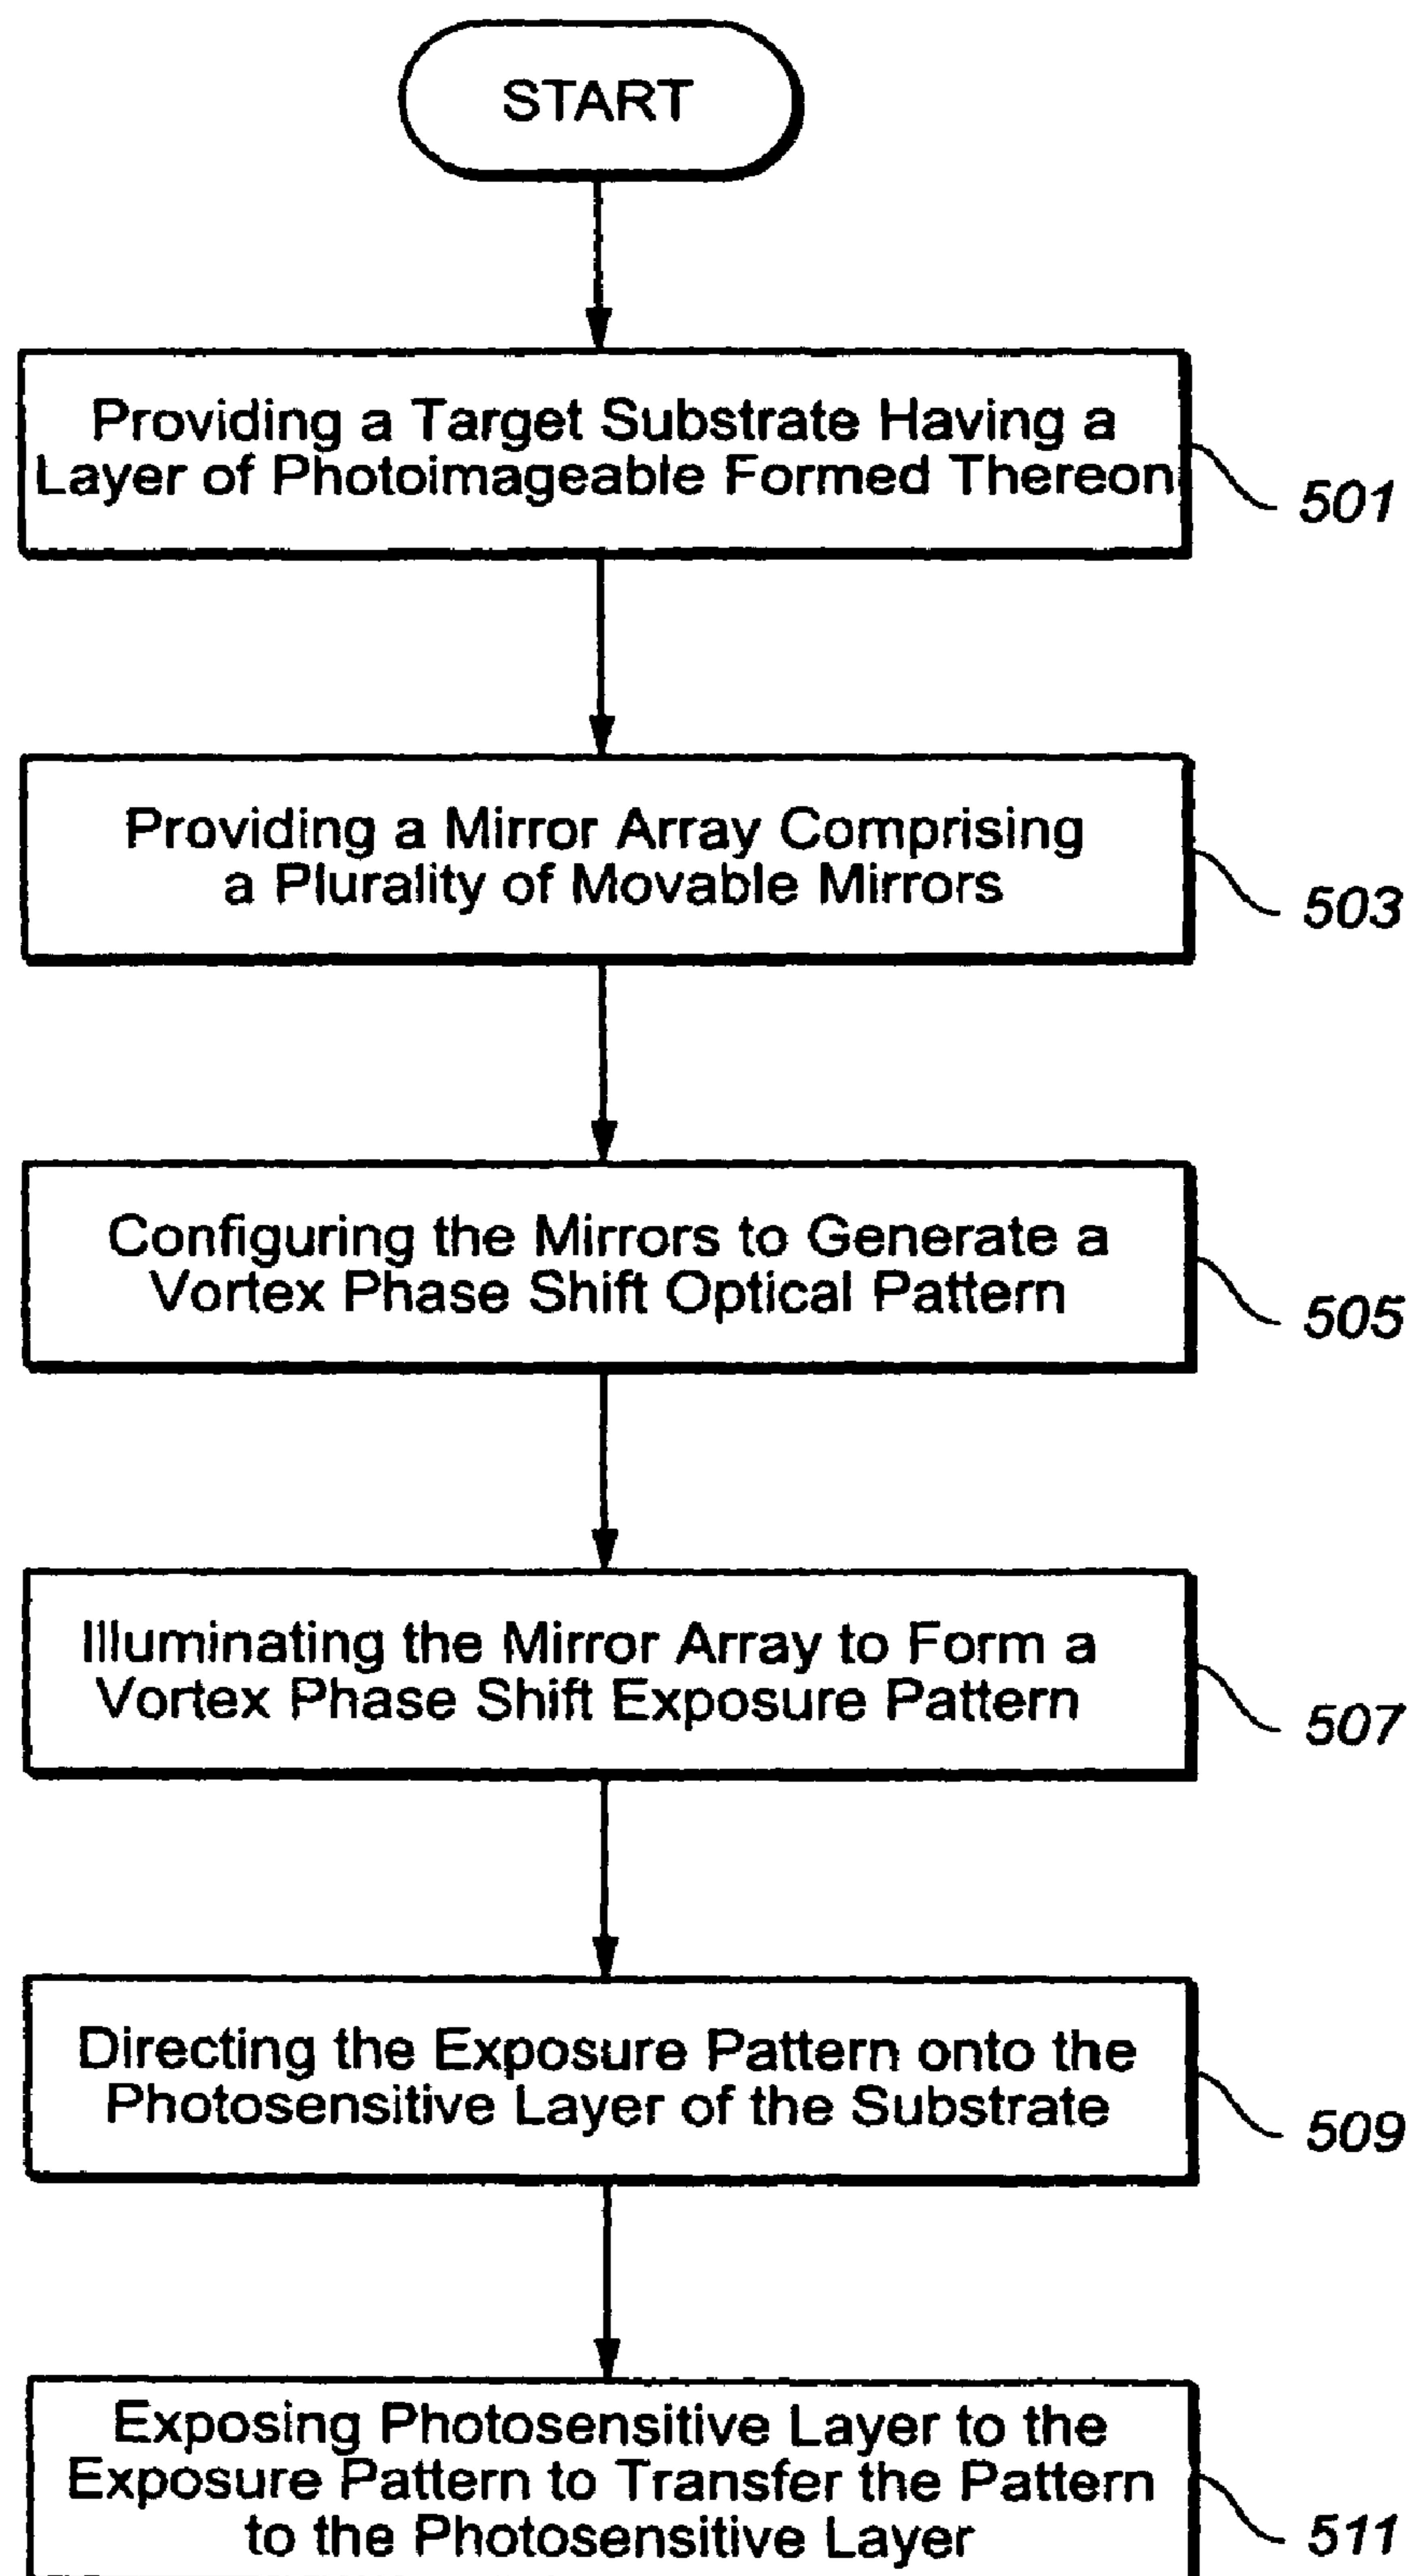 START
Providing a Target Substrate Having a
Layer of Photoimageable Formed Thereon
501
Providing a Mirror Array Comprising
a Plurality of Movable Mirrors
503
Configuring the Mirrors to Generate a
Vortex Phase Shift Optical Pattern
505
Illuminating the Mirror Array to Form a
Vortex Phase Shift Exposure Pattern
507
Directing the Exposure Pattern onto the
Photosensitive Layer of the Substrate
509
Exposing Photosensitive Layer to the
Exposure Pattern to Transfer the Pattern
to the Photosensitive Layer
511